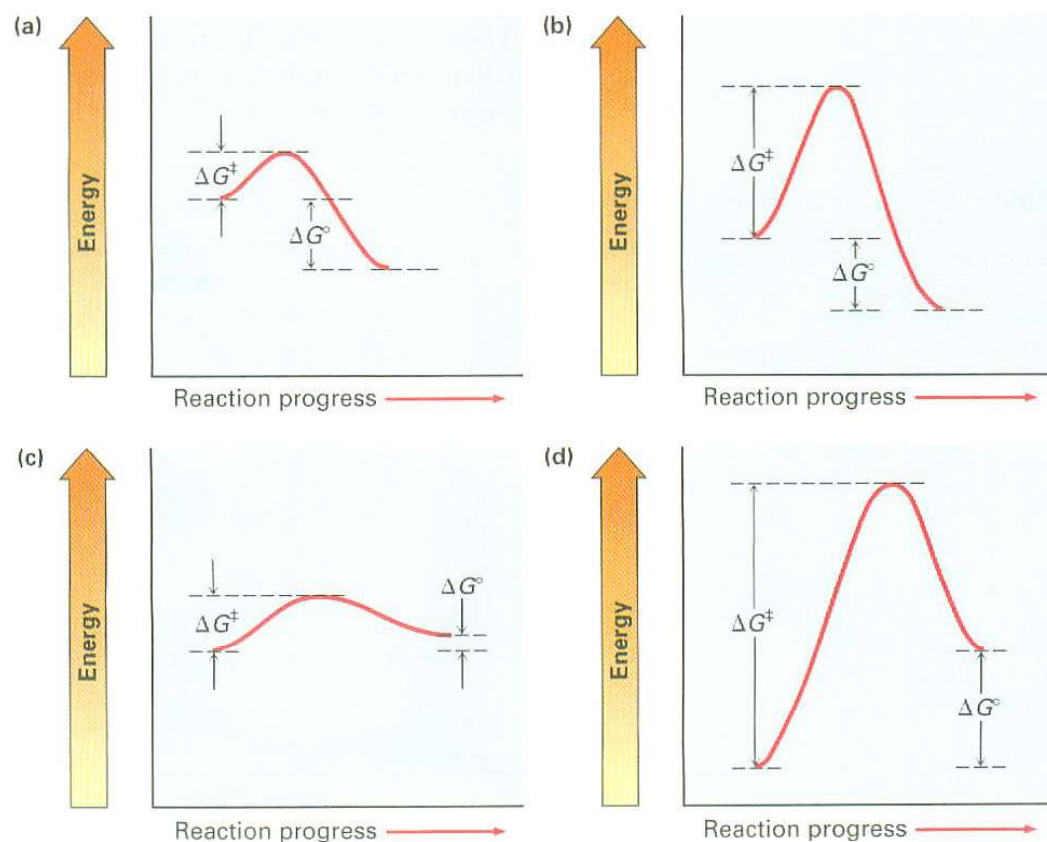 (a)
Energy
ΔG‡
ΔG°
Reaction progress
(b)
Energy
ΔG‡
ΔG°
Reaction progress
(c)
Energy
ΔG‡
ΔG°
Reaction progress
(d)
Energy
ΔG‡
ΔG°
Reaction progress